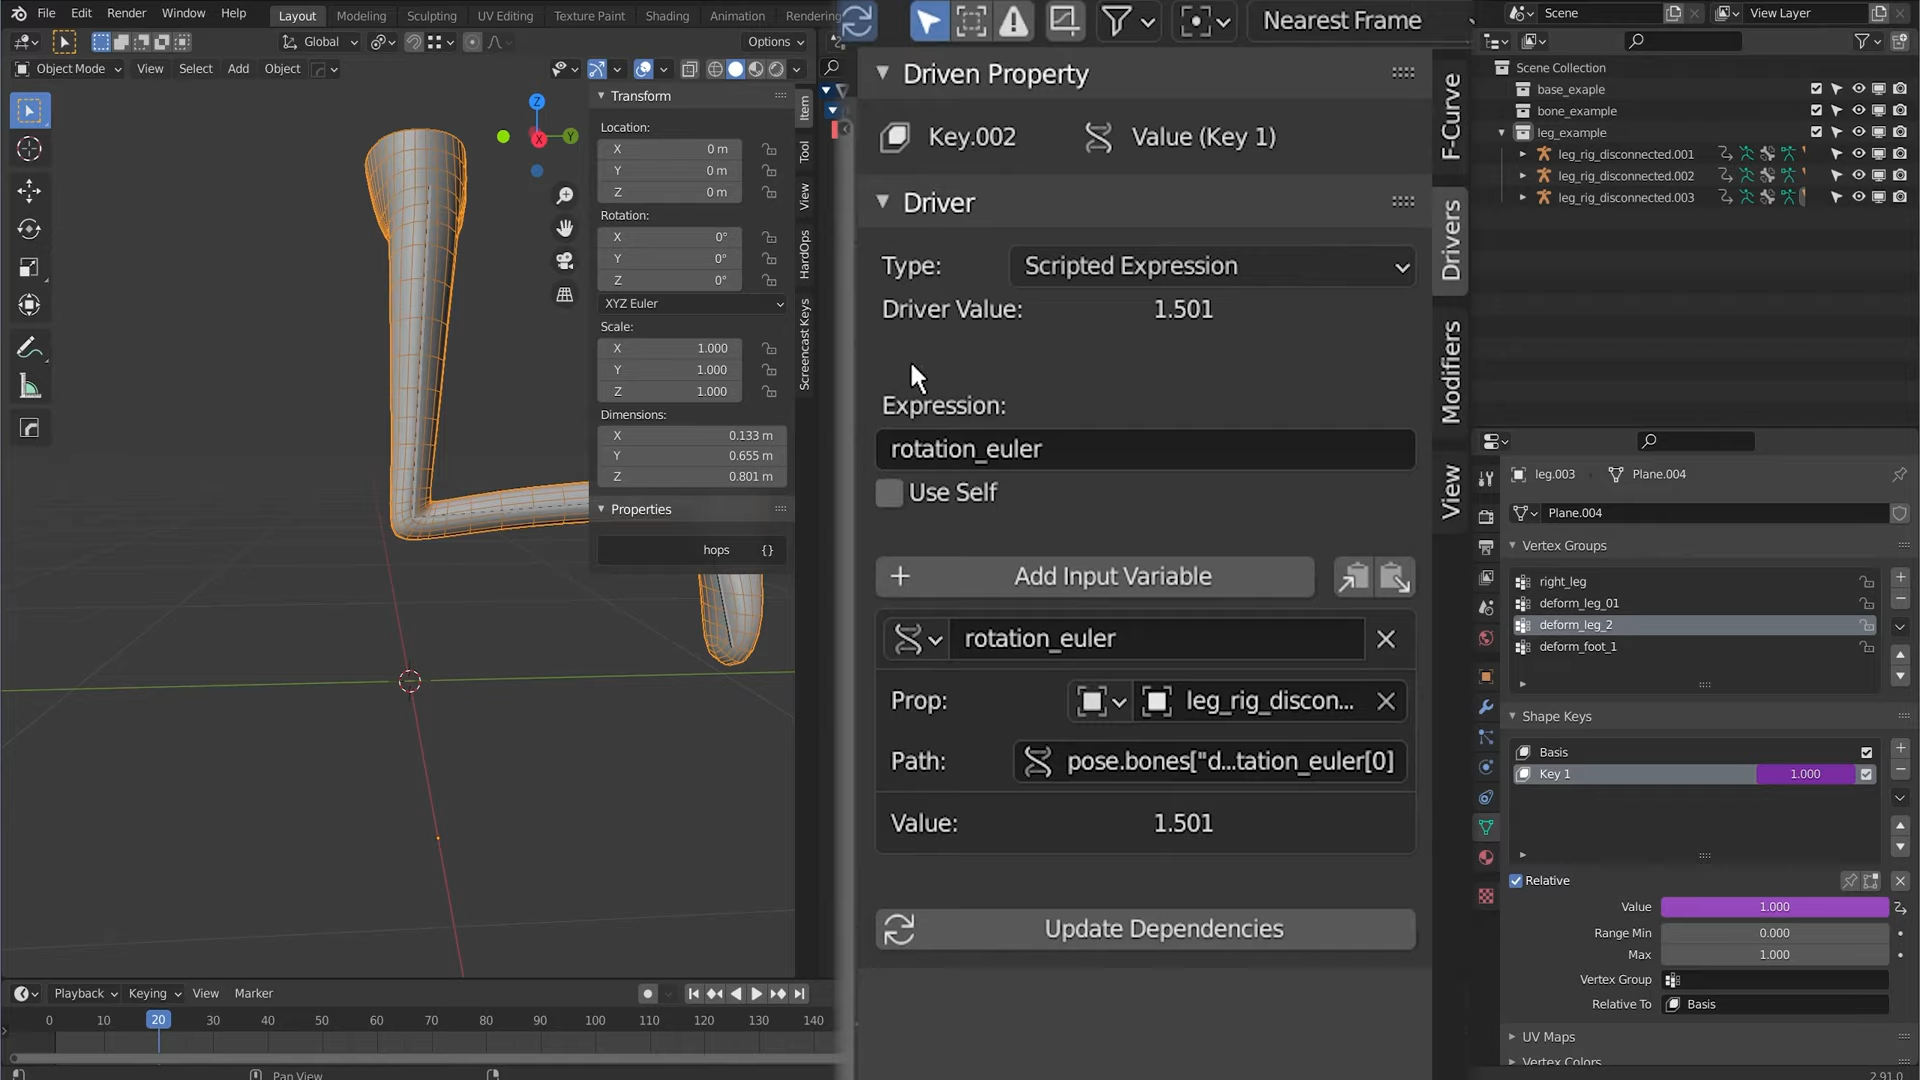 File Edit Render Window Help Layout Modeling Sculpting UV Editing Texture Paint Shading Animation Rendering
Global
Options
Nearest Frame
Scene
View Layer
Object Mode View Select Add Object
Transform
Location:
X 0 m
Y 0 m
Z 0 m
Rotation:
X 0°
Y 0°
Z 0°
XYZ Euler
Scale:
X 1.000
Y 1.000
Z 1.000
Dimensions:
X 0.133 m
Y 0.655 m
Z 0.801 m
Properties
hops {}
Z
X
Y
Item
Tool
View
HardOps
Screencast Keys
Driven Property
Key.002 Value (Key 1)
Driver
Type: Scripted Expression
Driver Value: 1.501
Expression:
rotation_euler
Use Self
+ Add Input Variable
rotation_euler
Prop: leg_rig_discon...
Path: pose.bones["d...tation_euler[0]
Value: 1.501
Update Dependencies
F-Curve
Drivers
Modifiers
View
Scene Collection
base_exaple
bone_example
leg_example
leg_rig_disconnected.001
leg_rig_disconnected.002
leg_rig_disconnected.003
leg.003 Plane.004
Plane.004
Vertex Groups
right_leg
deform_leg_01
deform_leg_2
deform_foot_1
Shape Keys
Basis
Key 1 1.000
Relative
Value 1.000
Range Min 0.000
Max 1.000
Vertex Group
Relative To Basis
UV Maps
Vertex Colors
Playback Keying View Marker
0 10 20 30 40 50 60 70 80 90 100 110 120 130 140
Pan View
2.91.0